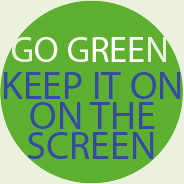 GO GREEN
KEEP IT ON
ON THE
SCREEN